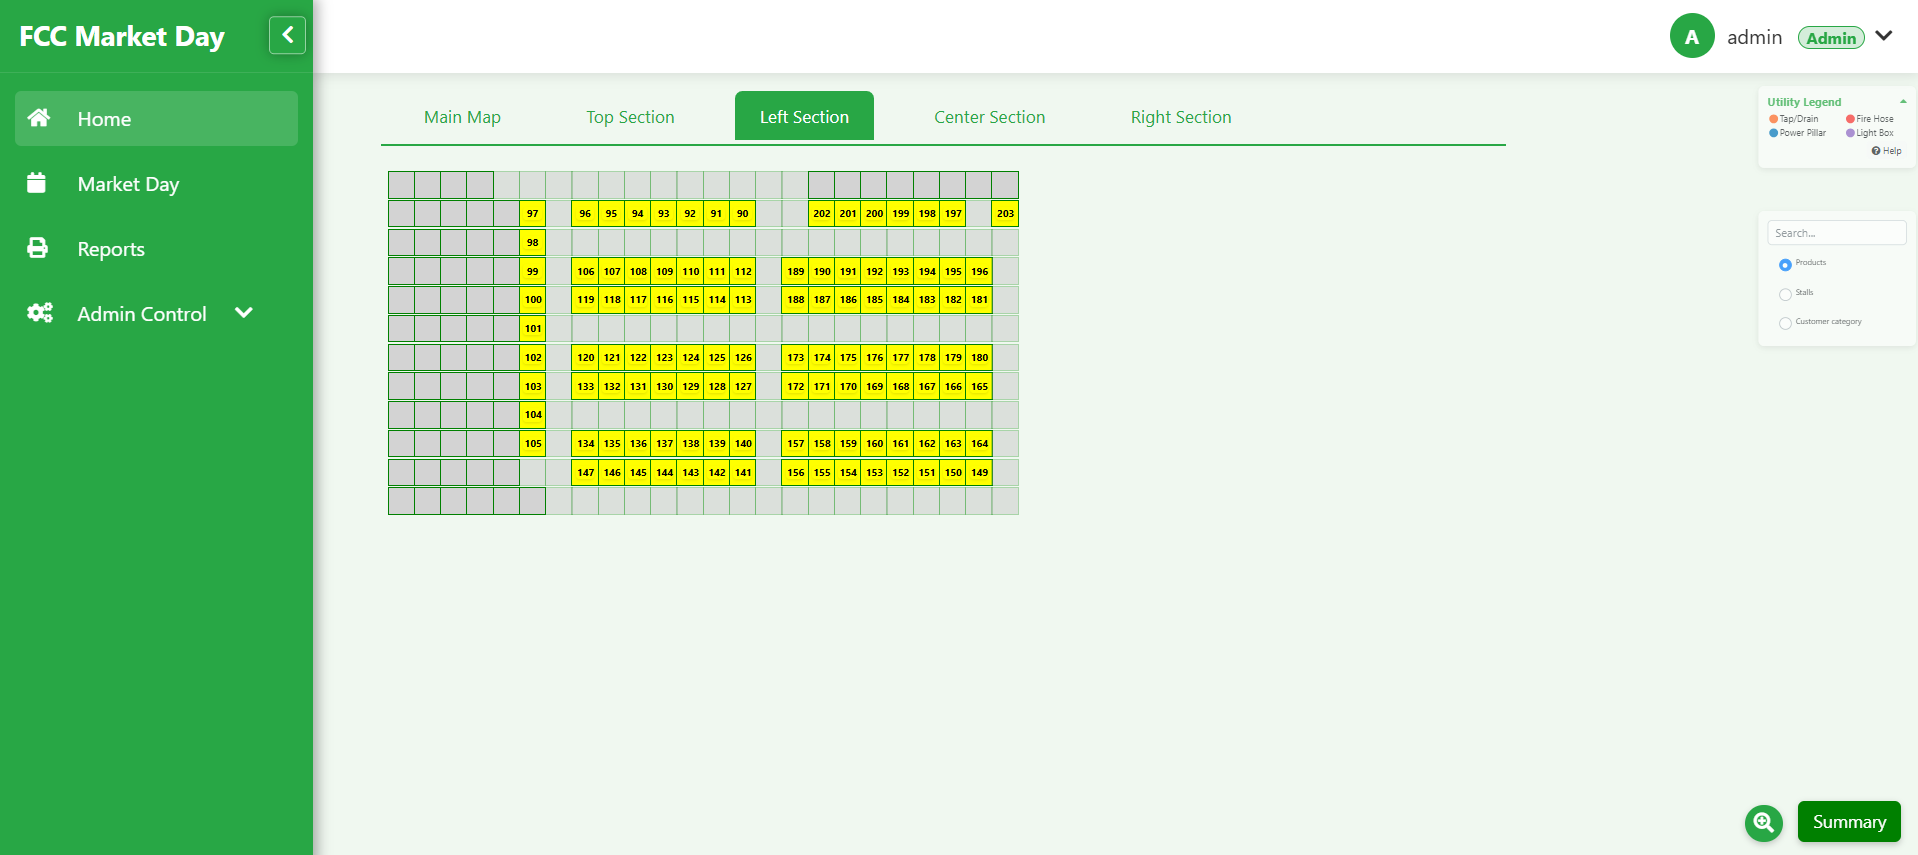 FCC Market Day
A admin Admin
Home
Market Day
Reports
Admin Control
Main Map Top Section Left Section Center Section Right Section
Utility Legend
Tap/Drain Fire Hose
Power Pillar Light Box
Help
Search...
Products
Stalls
Customer category
97 96 95 94 93 92 91 90 202 201 200 199 198 197 203
98
99 106 107 108 109 110 111 112 189 190 191 192 193 194 195 196
100 119 118 117 116 115 114 113 188 187 186 185 184 183 182 181
101
102 120 121 122 123 124 125 126 173 174 175 176 177 178 179 180
103 133 132 131 130 129 128 127 172 171 170 169 168 167 166 165
104
105 134 135 136 137 138 139 140 157 158 159 160 161 162 163 164
147 146 145 144 143 142 141 156 155 154 153 152 151 150 149
Summary